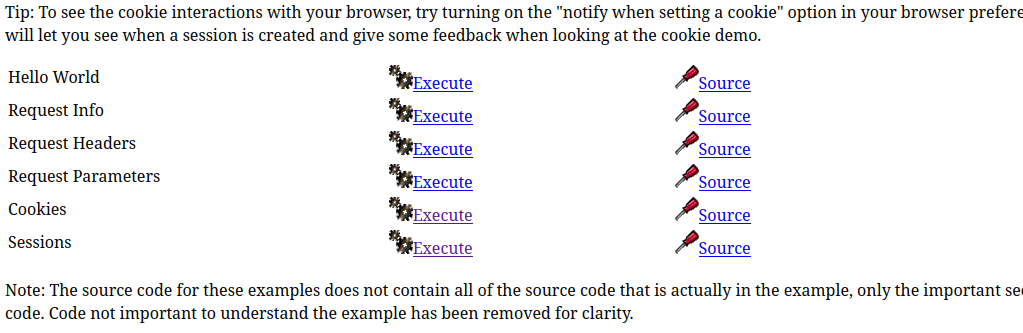 Tip: To see the cookie interactions with your browser, try turning on the "notify when setting a cookie" option in your browser
will let you see when a session is created and give some feedback when looking at the cookie demo.
Hello World Execute Source
Request Info Execute Source
Request Headers Execute Source
Request Parameters Execute Source
Cookies Execute Source
Sessions Execute Source
Note: The source code for these examples does not contain all of the source code that is actually in the example, only the important
code. Code not important to understand the example has been removed for clarity.